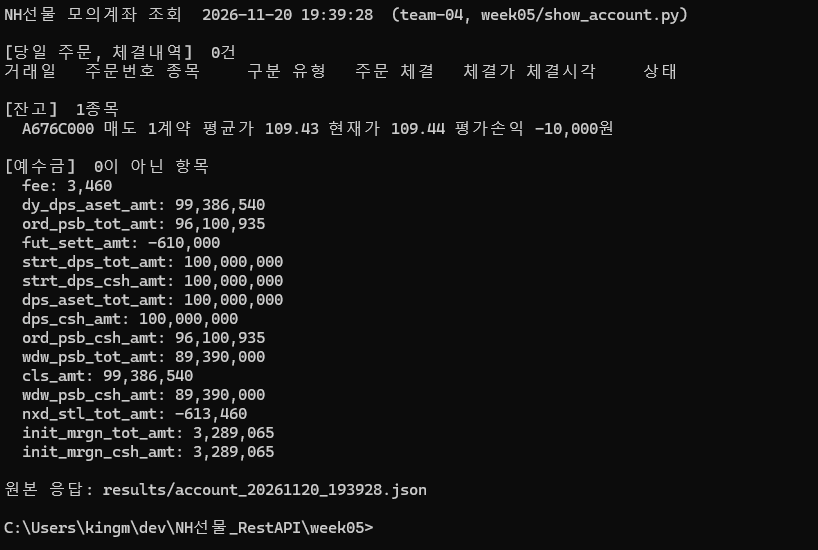 NH선물 모의계좌 조회  2026-11-20 19:39:28  (team-04, week05/show_account.py)
[당일 주문, 체결내역]  0건
거래일   주문번호 종목     구분 유형   주문 체결   체결가 체결시각     상태
[잔고]  1종목
A676C000 매도 1계약 평균가 109.43 현재가 109.44 평가손익 -10,000원
[예수금]  0이 아닌 항목
fee: 3,460
dy_dps_aset_amt: 99,386,540
ord_psb_tot_amt: 96,100,935
fut_sett_amt: -610,000
strt_dps_tot_amt: 100,000,000
strt_dps_csh_amt: 100,000,000
dps_aset_tot_amt: 100,000,000
dps_csh_amt: 100,000,000
ord_psb_csh_amt: 96,100,935
wdw_psb_tot_amt: 89,390,000
cls_amt: 99,386,540
wdw_psb_csh_amt: 89,390,000
nxd_stl_tot_amt: -613,460
init_mrgn_tot_amt: 3,289,065
init_mrgn_csh_amt: 3,289,065
원본 응답: results/account_20261120_193928.json
C:\Users\kingm\dev\NH선물_RestAPI\week05>